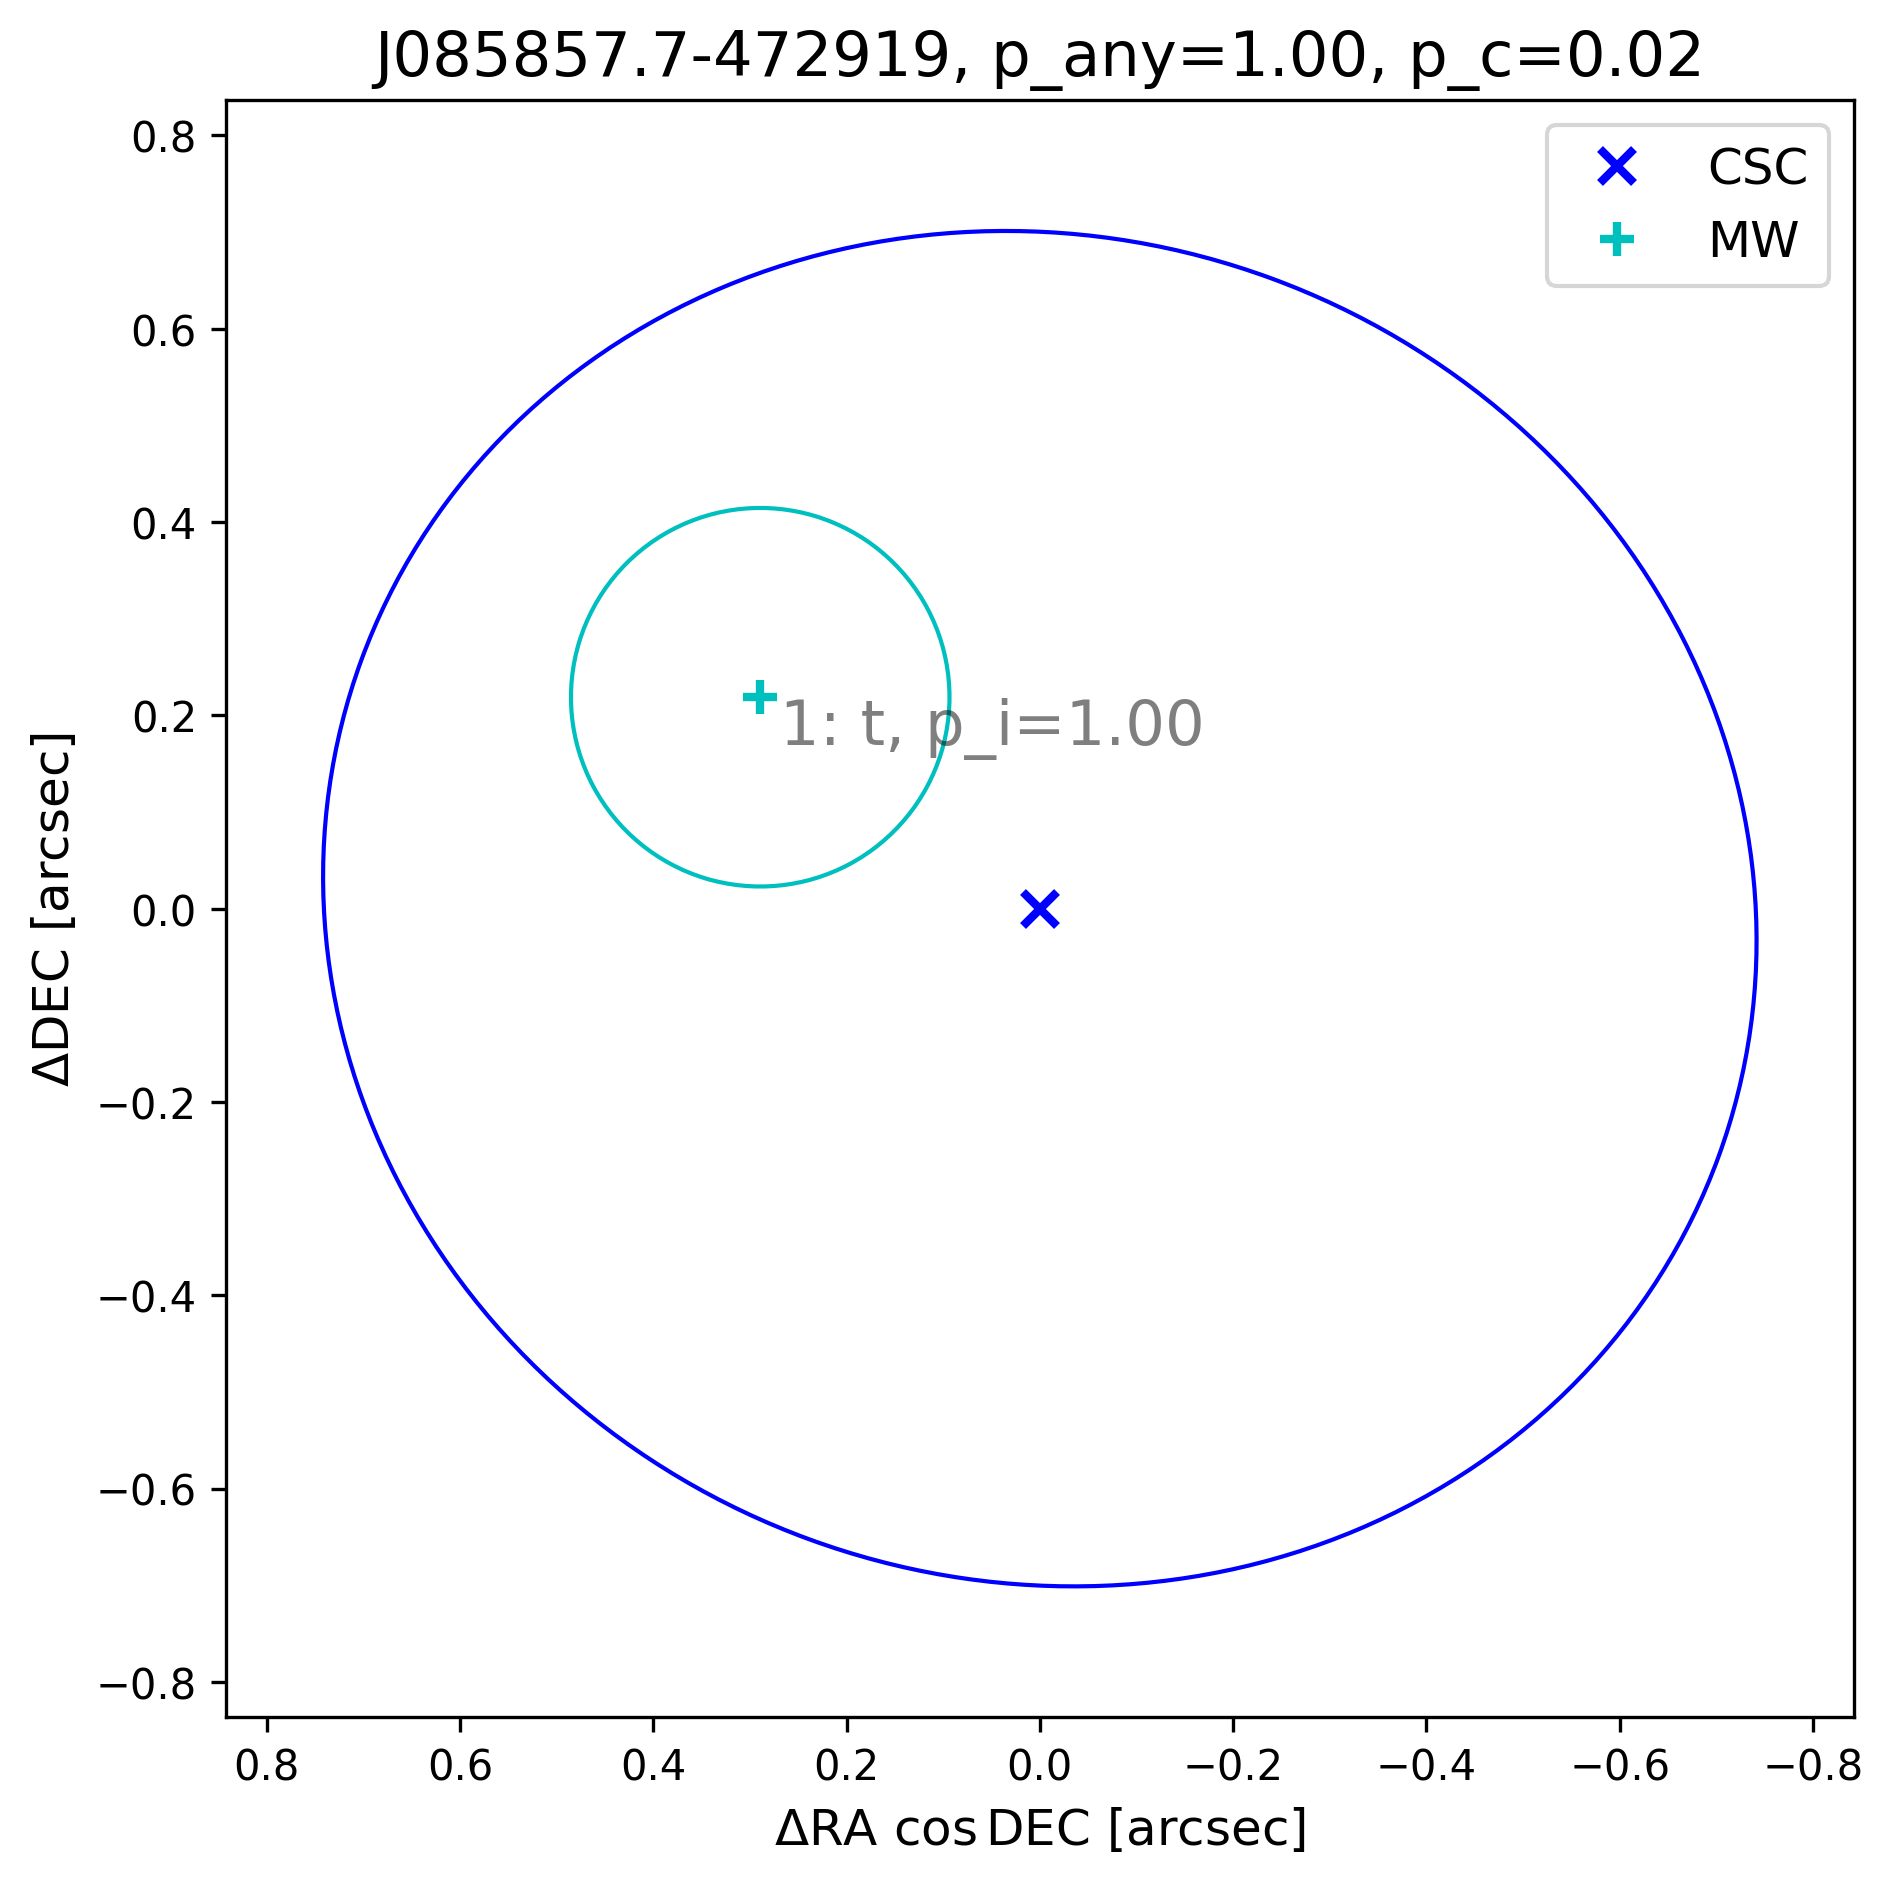 J085857.7-472919, p_any=1.00, p_c=0.02
CSC
MW
1: t, p_i=1.00
ΔDEC [arcsec]
0.8
0.6
0.4
0.2
0.0
−0.2
−0.4
−0.6
−0.8
0.8 0.6 0.4 0.2 0.0 −0.2 −0.4 −0.6 −0.8
ΔRA cos DEC [arcsec]